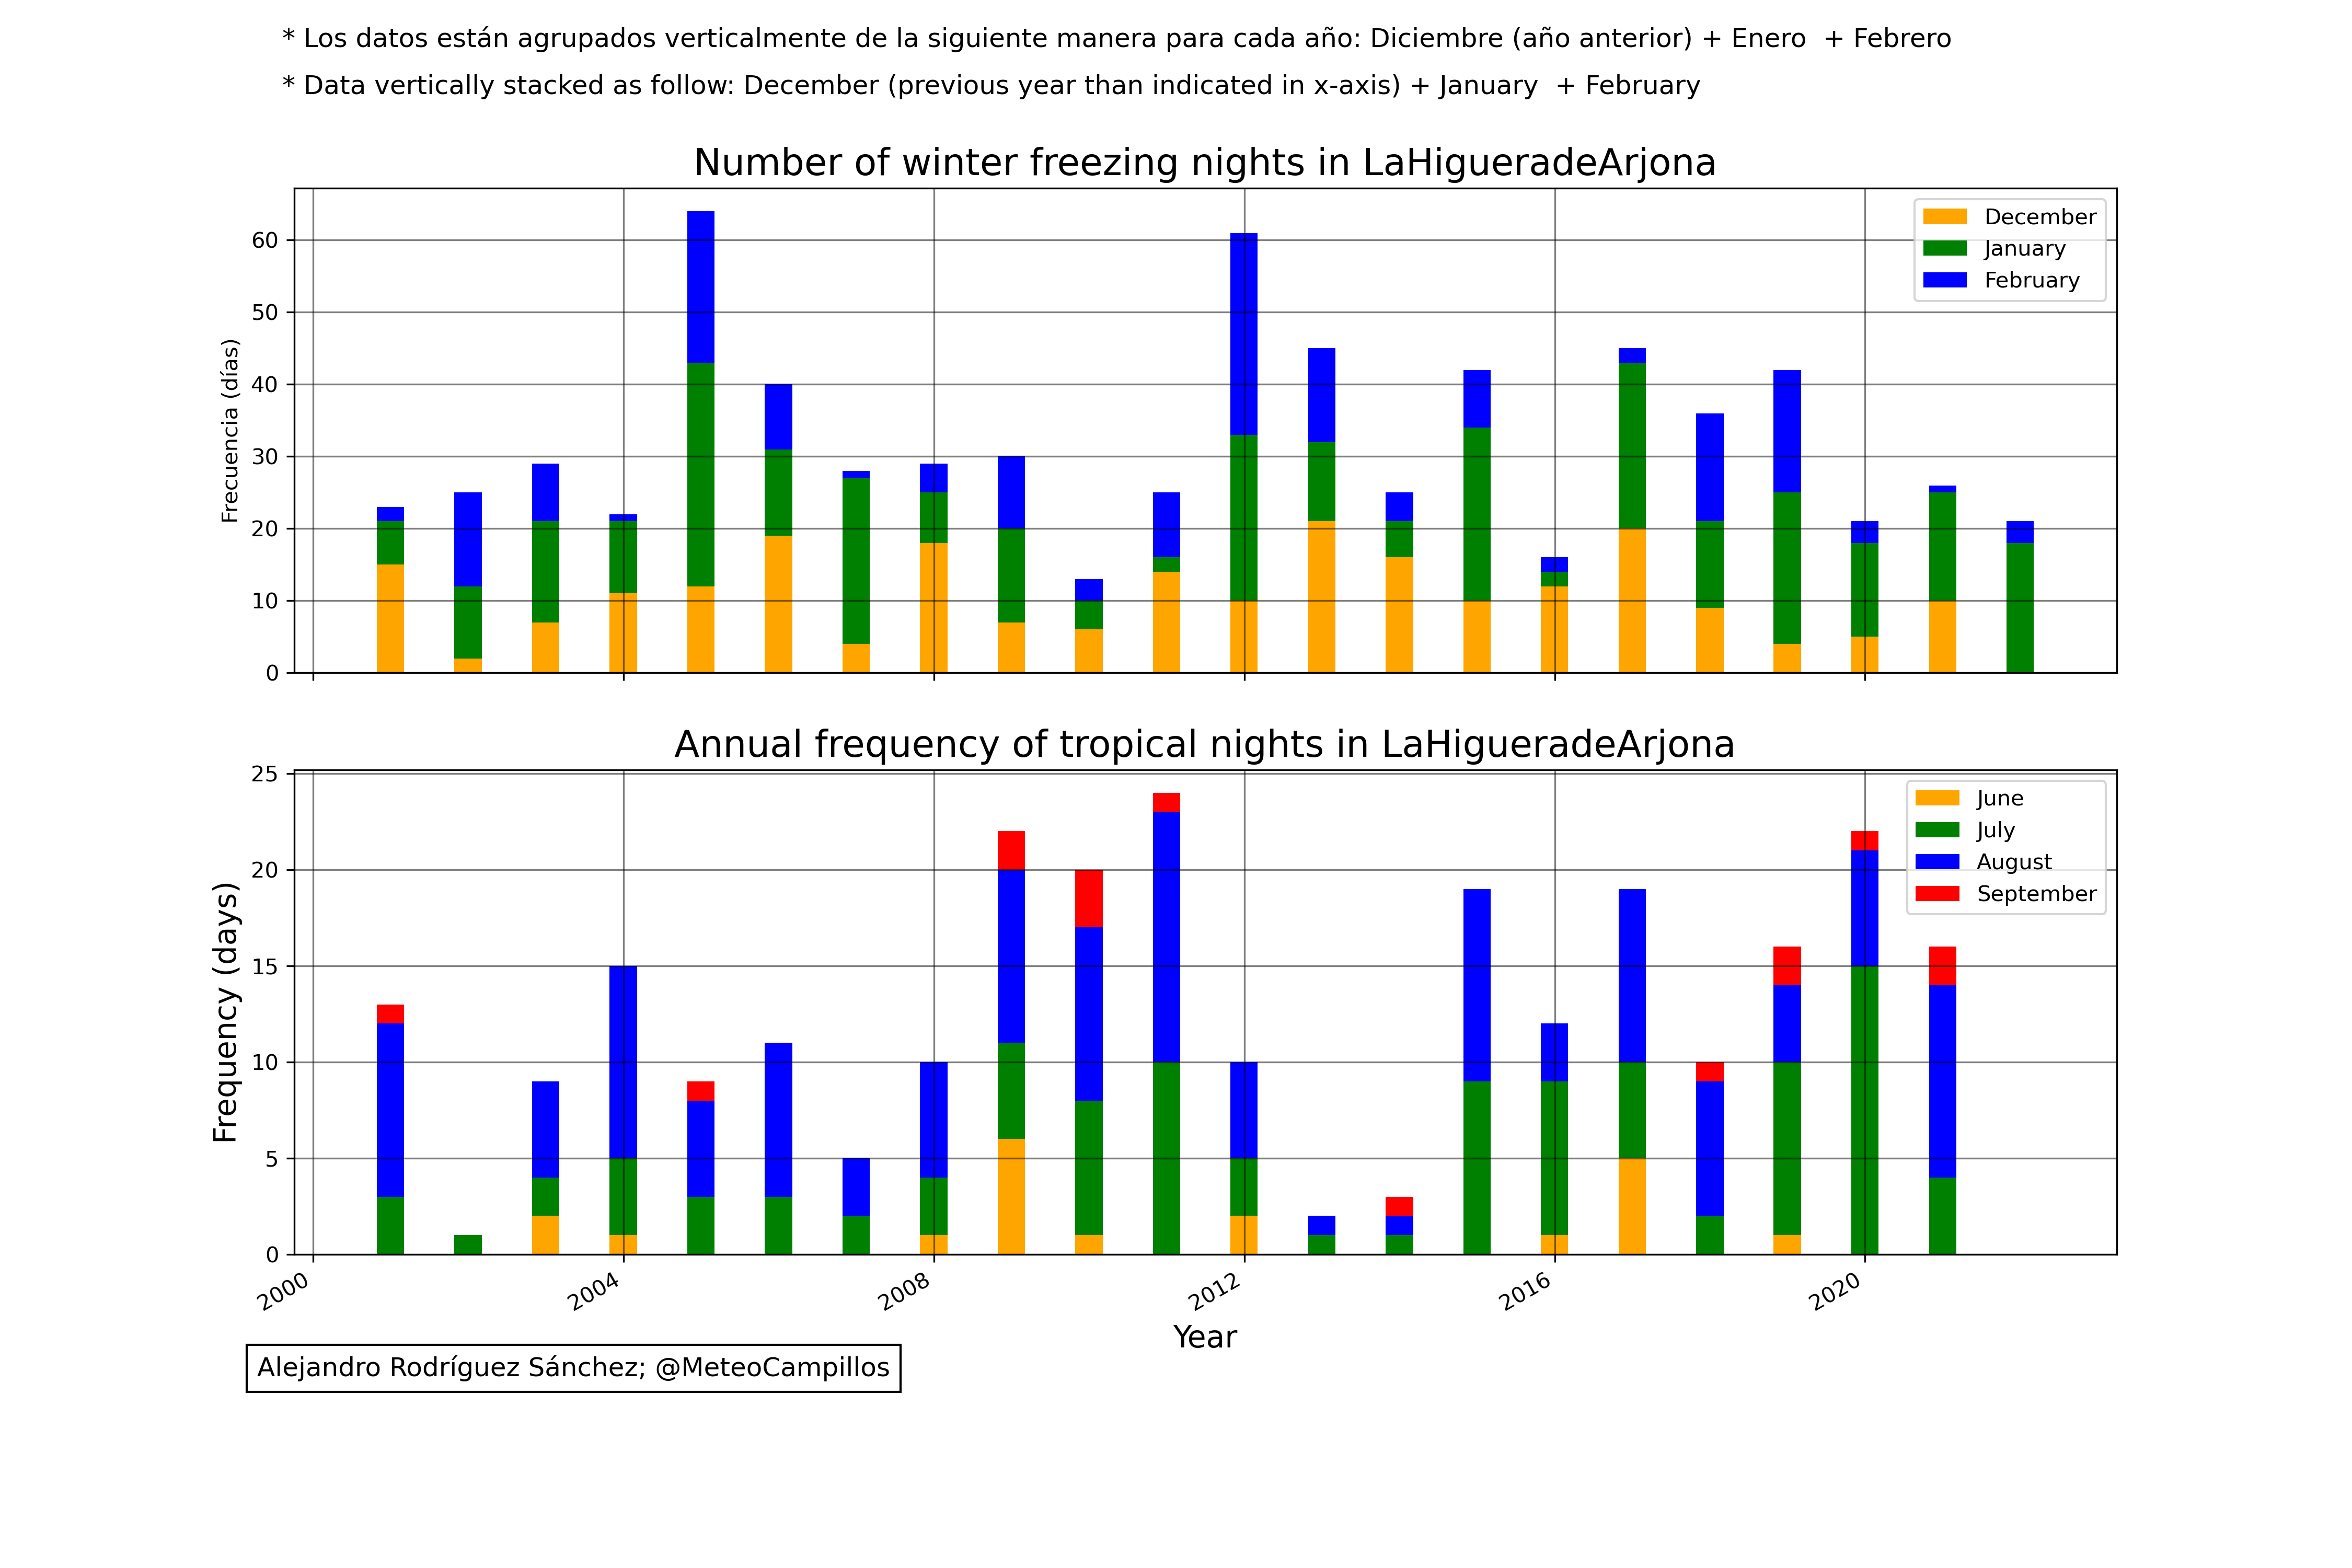 * Los datos están agrupados verticalmente de la siguiente manera para cada año: Diciembre (año anterior) + Enero  + Febrero
* Data vertically stacked as follow: December (previous year than indicated in x-axis) + January  + February
Number of winter freezing nights in LaHigueradeArjona
Frecuencia (días)
60
50
40
30
20
10
0
December
January
February
Annual frequency of tropical nights in LaHigueradeArjona
Frequency (days)
25
20
15
10
5
0
June
July
August
September
2000
2004
2008
2012
2016
2020
Year
Alejandro Rodríguez Sánchez; @MeteoCampillos